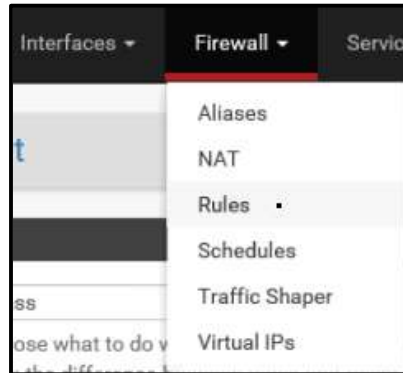 Interfaces Firewall Servic
Aliases
t
NAT
Rules
Schedules
ss
Traffic Shaper
ose what to do
Virtual IPs